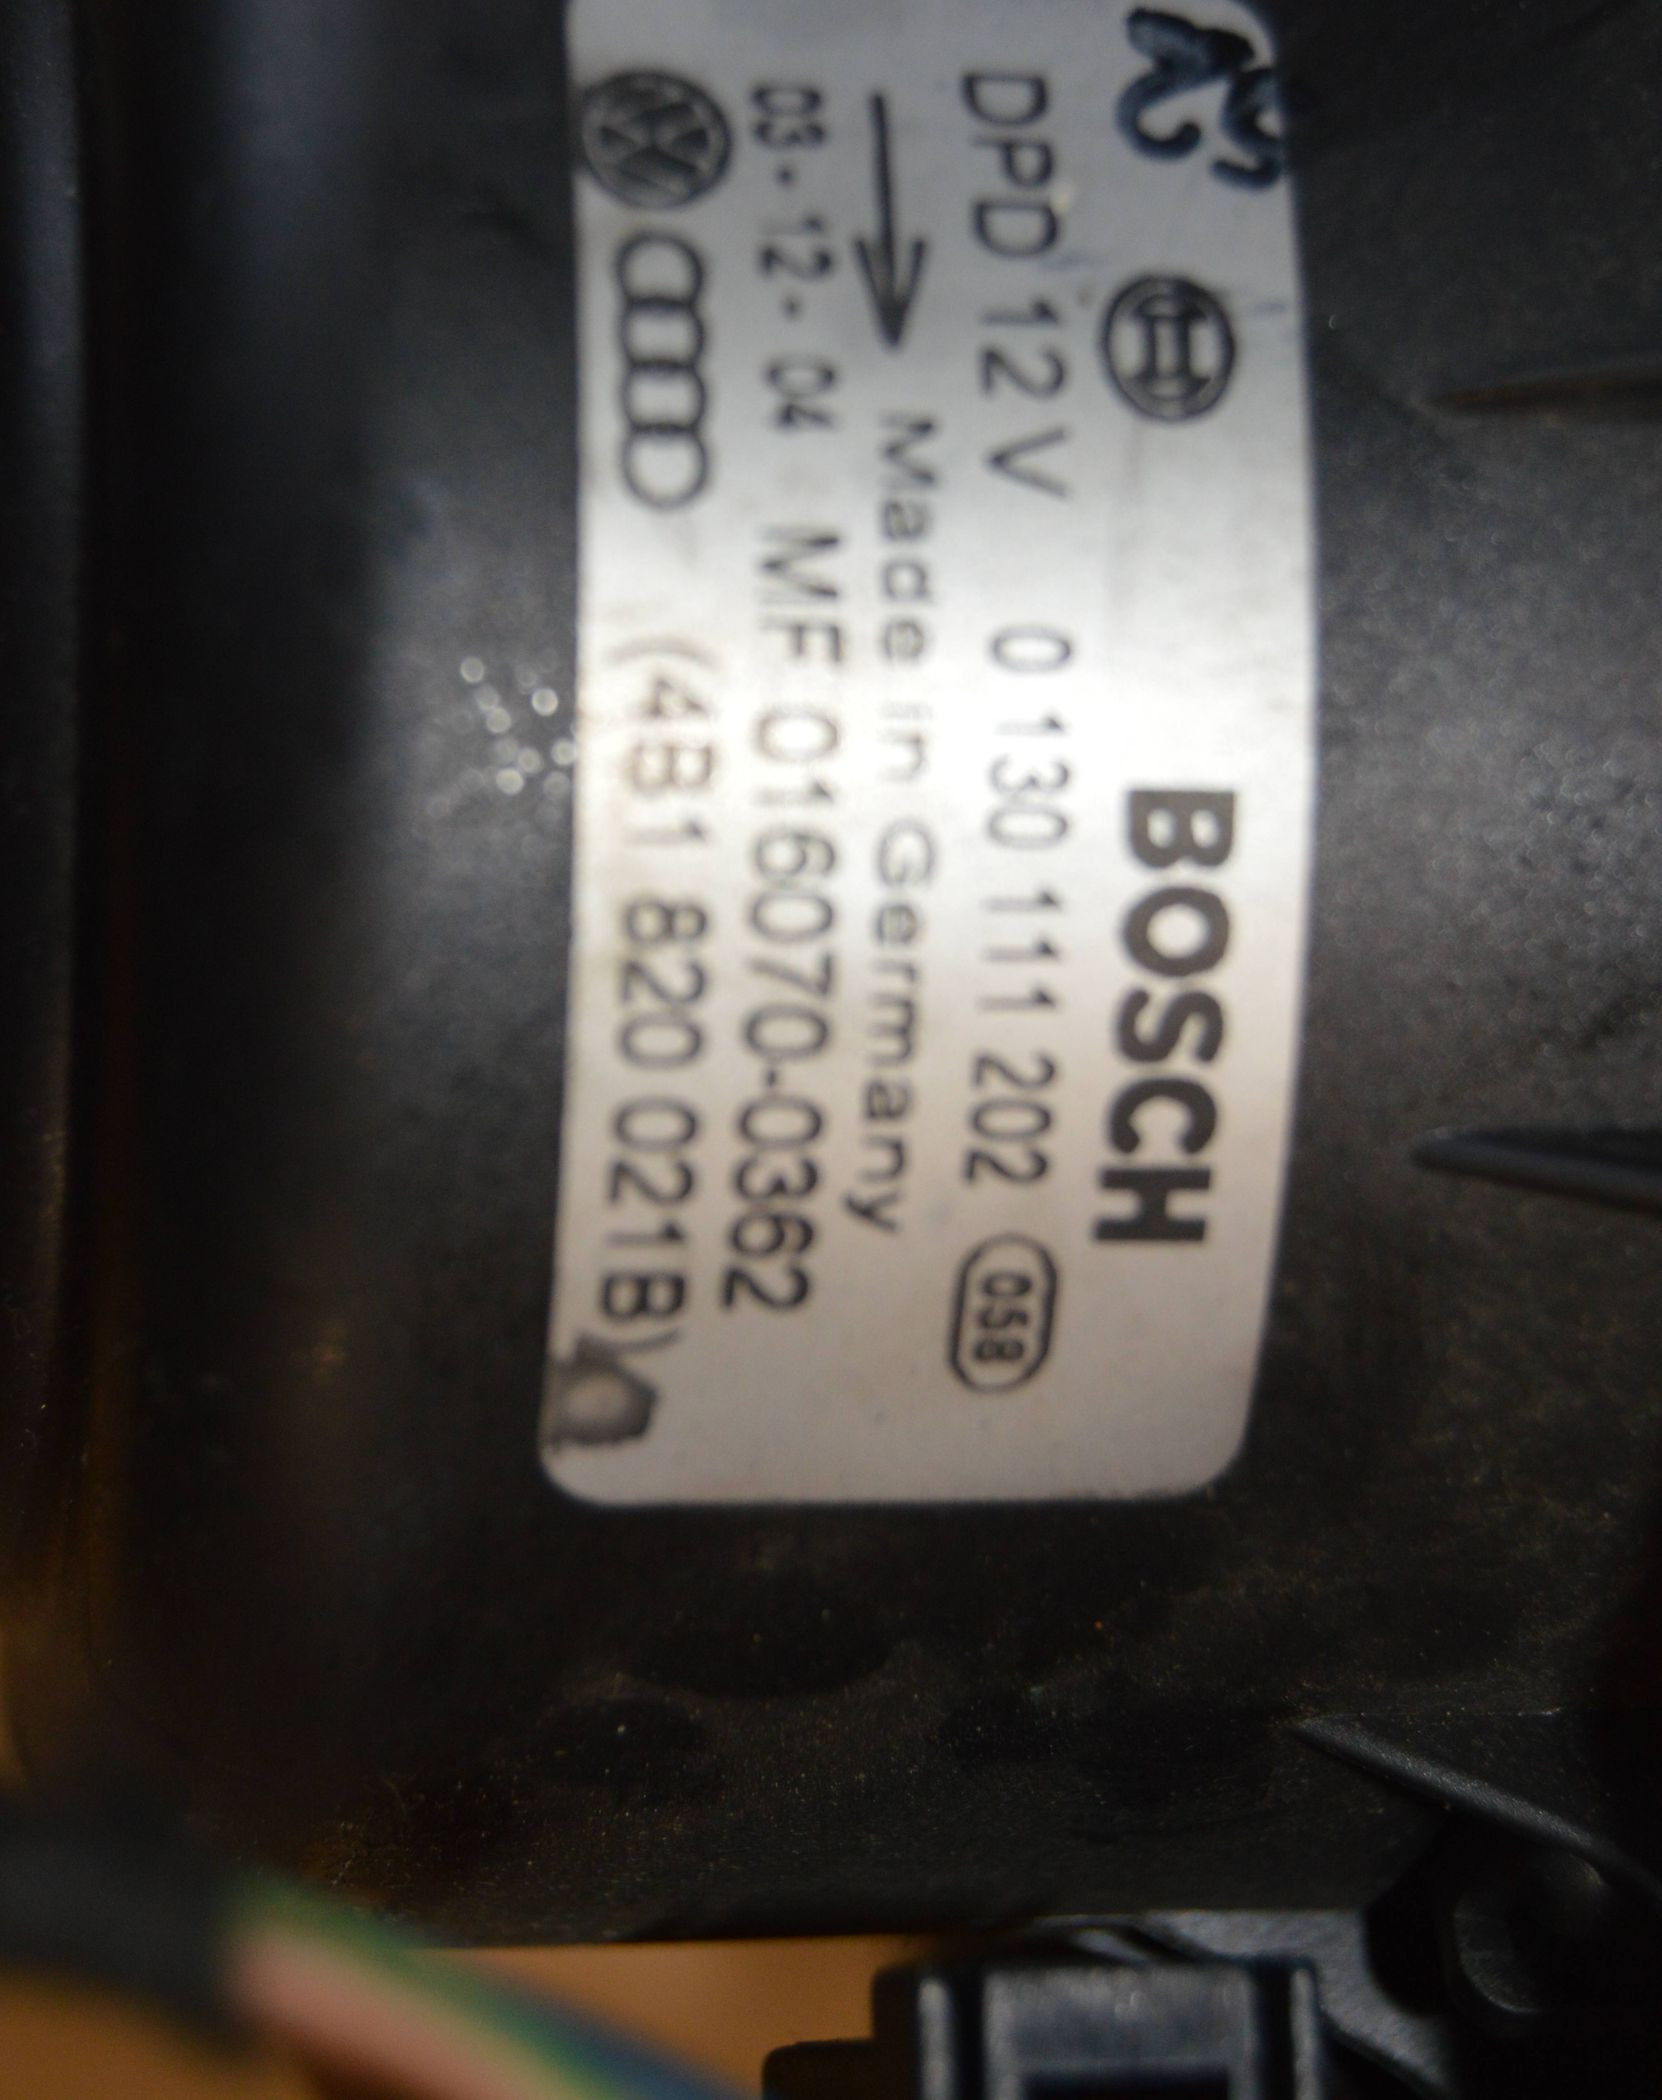 BOSCH
DPD 12V 0 130 111 202 058
Made in Germany
03-12-04 MF 016070-0362
(4B1 820 021B)